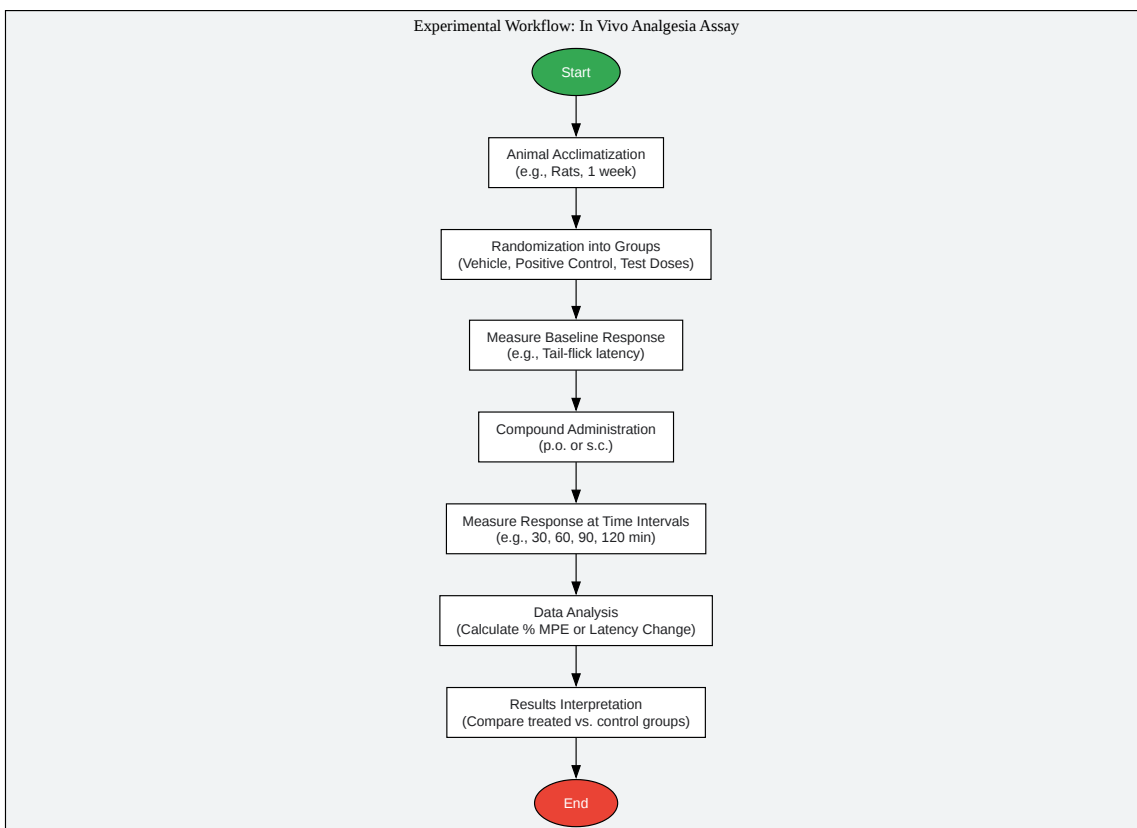 Experimental Workflow: In Vivo Analgesia Assay
Start
Animal Acclimatization
(e.g., Rats, 1 week)
Randomization into Groups
(Vehicle, Positive Control, Test Doses)
Measure Baseline Response
(e.g., Tail-flick latency)
Compound Administration
(p.o. or s.c.)
Measure Response at Time Intervals
(e.g., 30, 60, 90, 120 min)
Data Analysis
(Calculate % MPE or Latency Change)
Results Interpretation
(Compare treated vs. control groups)
End